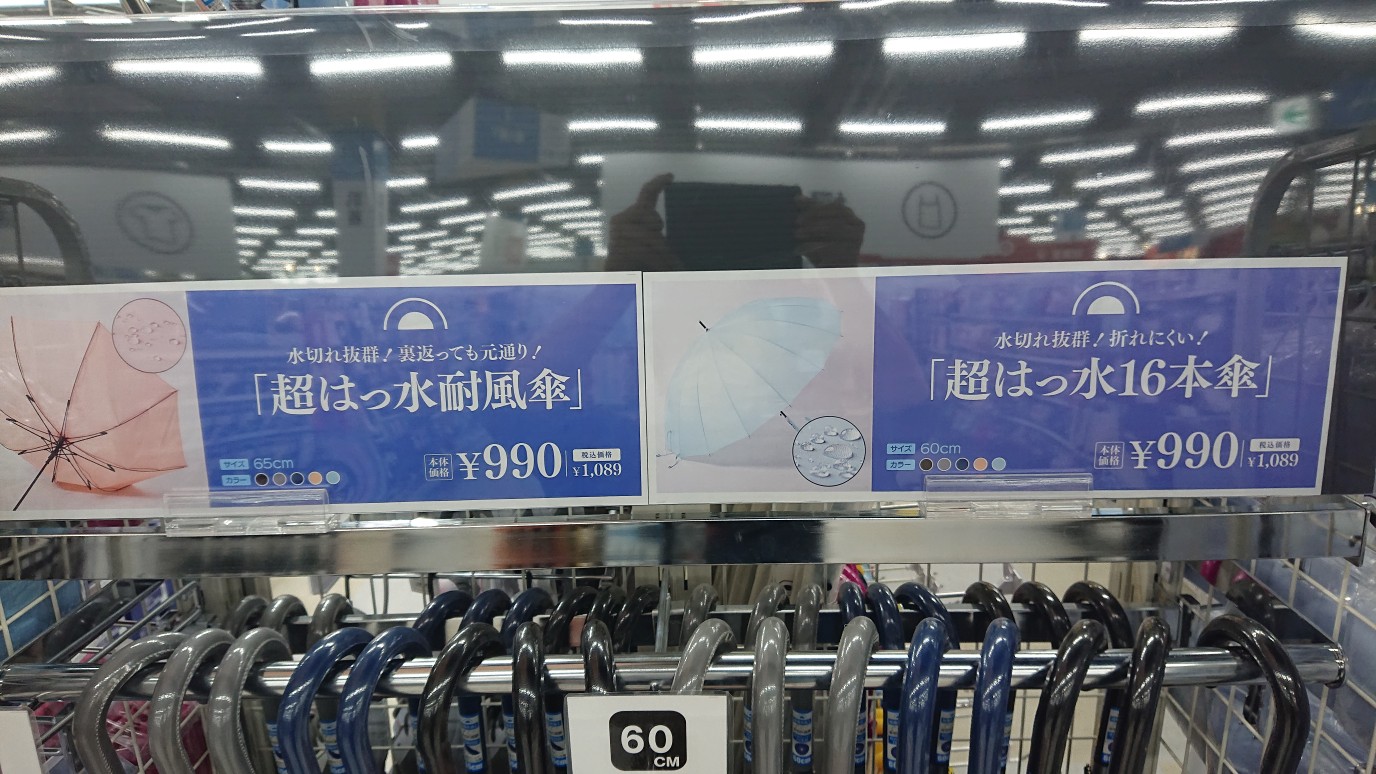 水切れ抜群!裏返っても元通り!
「超はっ水耐風傘」
サイズ 65cm
カラー
本体価格 ¥990 税込価格 ¥1,089
水切れ抜群!折れにくい!
「超はっ水16本傘」
サイズ 60cm
カラー
本体価格 ¥990 税込価格 ¥1,089
60
CM